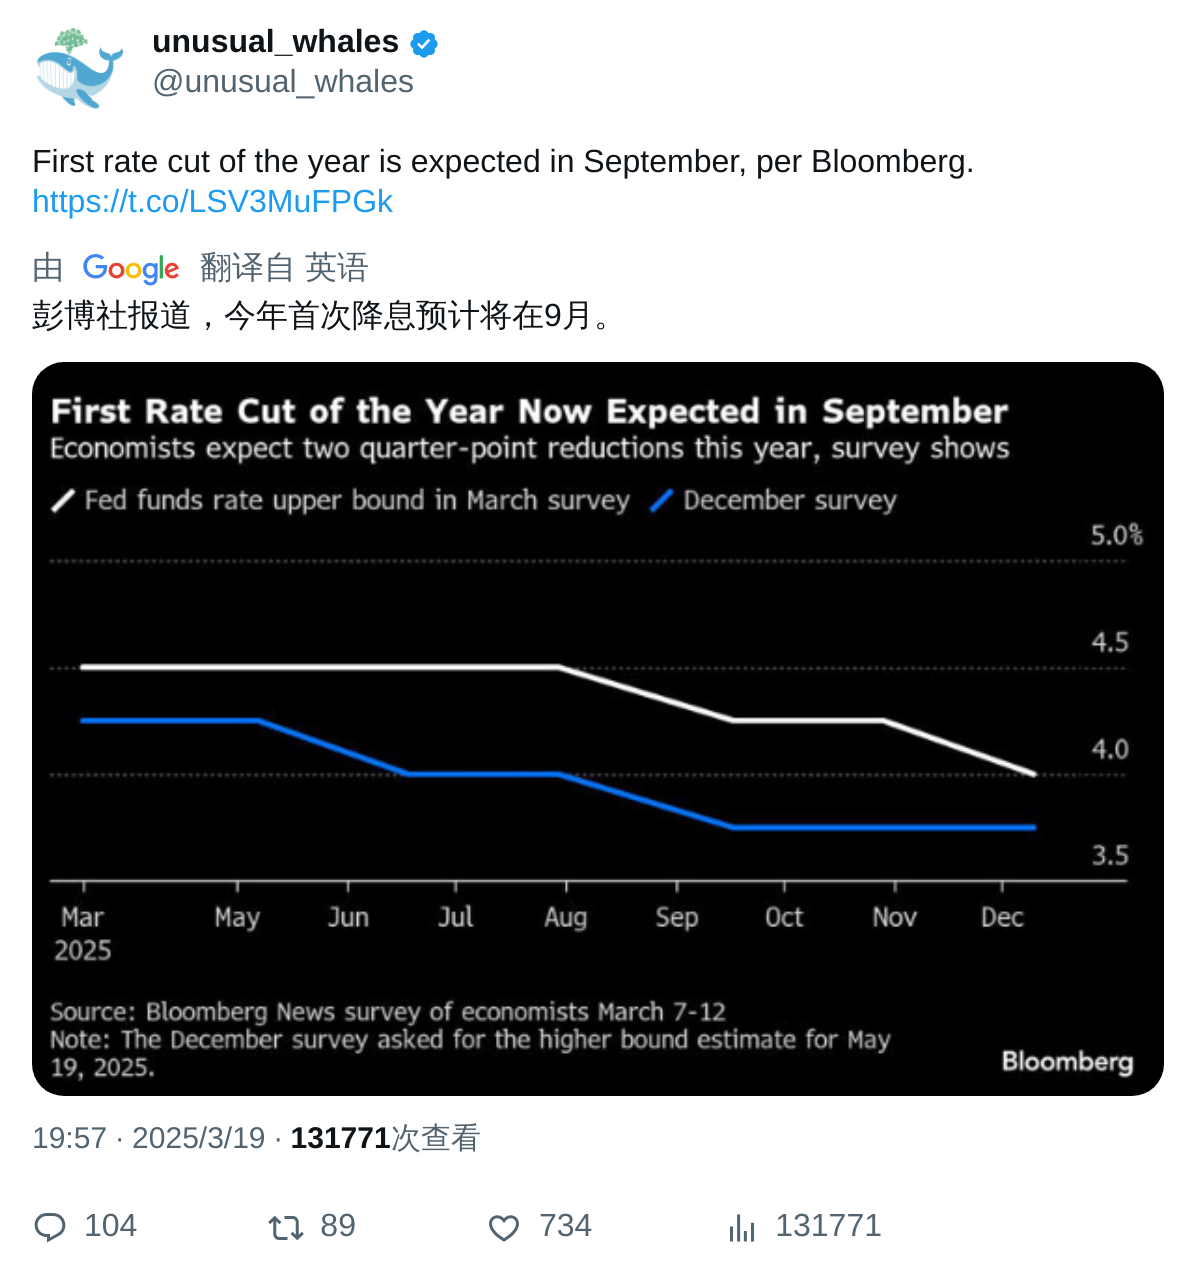 unusual_whales
@unusual_whales
First rate cut of the year is expected in September, per Bloomberg.
https://t.co/LSV3MuFPGk
由 Google 翻译自 英语
彭博社报道，今年首次降息预计将在9月。
First Rate Cut of the Year Now Expected in September
Economists expect two quarter-point reductions this year, survey shows
Fed funds rate upper bound in March survey December survey
5.0%
4.5
4.0
3.5
Mar May Jun Jul Aug Sep Oct Nov Dec
2025
Source: Bloomberg News survey of economists March 7-12
Note: The December survey asked for the higher bound estimate for May
19, 2025.
Bloomberg
19:57 · 2025/3/19 · 131771次查看
104 89 734 131771